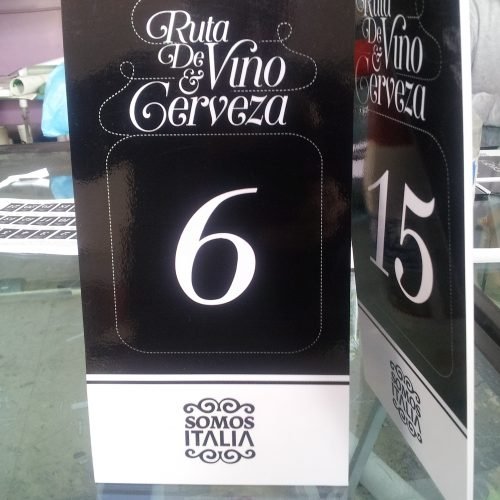 Ruta
De Vino
& Cerveza
6
SOMOS
ITALIA
Ruta
De Vino
& Cerveza
15
SOMOS
ITALIA